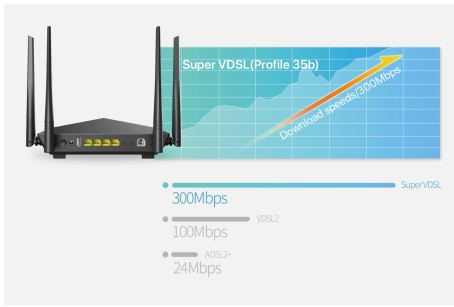 Super VDSL(Profile 35b)
Download speeds/300Mbps
Super VDSL
300Mbps
VDSL2
100Mbps
ADSL2+
24Mbps